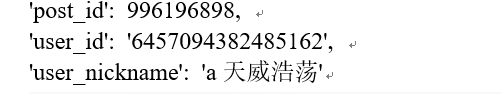 'post_id': 996196898,
'user_id': '6457094382485162',
'user_nickname': 'a 天威浩荡'